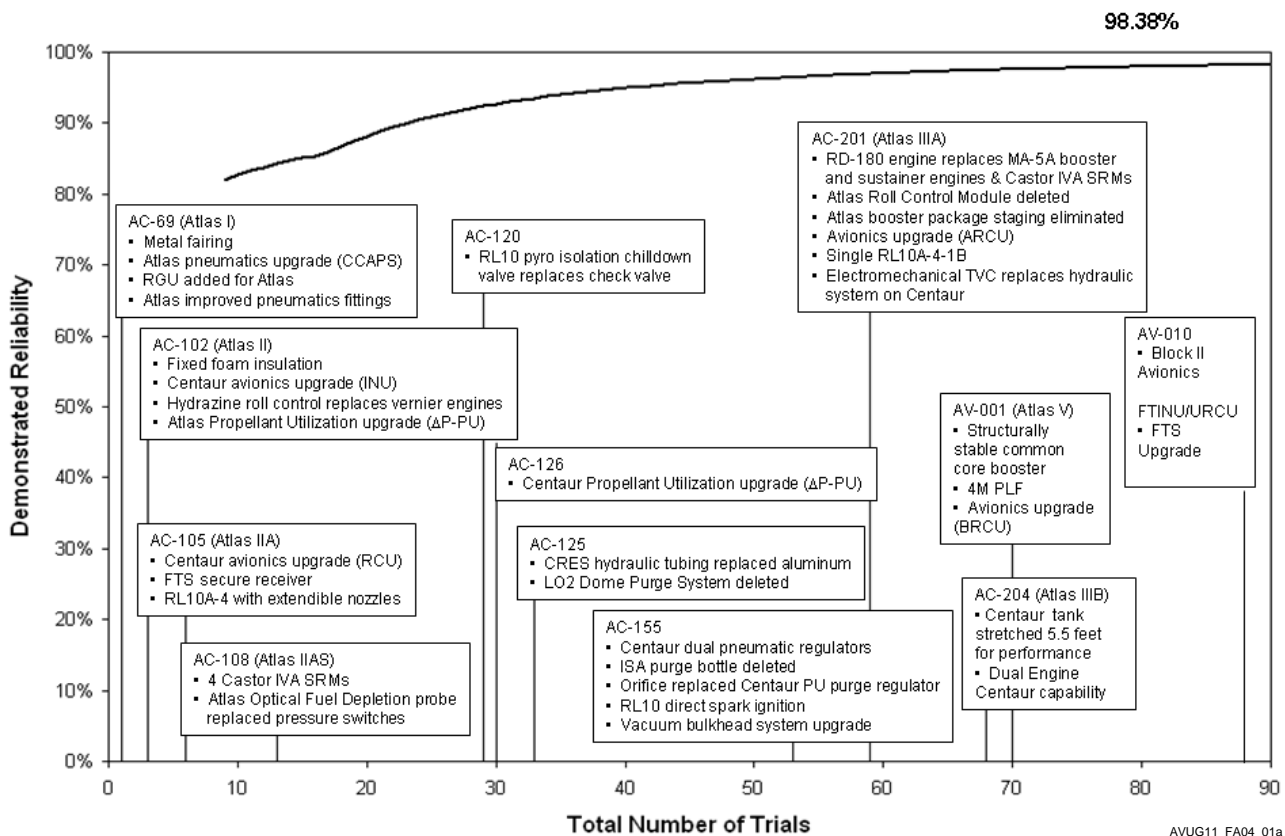 98.38%
100%
90%
80%
70%
60%
50%
40%
30%
20%
10%
0%
Demonstrated Reliability
AC-69 (Atlas I)
▪ Metal fairing
▪ Atlas pneumatics upgrade (CCAPS)
▪ RGU added for Atlas
▪ Atlas improved pneumatics fittings
AC-102 (Atlas II)
▪ Fixed foam insulation
▪ Centaur avionics upgrade (INU)
▪ Hydrazine roll control replaces vernier engines
▪ Atlas Propellant Utilization upgrade (ΔP-PU)
AC-105 (Atlas IIA)
▪ Centaur avionics upgrade (RCU)
▪ FTS secure receiver
▪ RL10A-4 with extendible nozzles
AC-108 (Atlas IIAS)
▪ 4 Castor IVA SRMs
▪ Atlas Optical Fuel Depletion probe
replaced pressure switches
AC-120
▪ RL10 pyro isolation chilldown
valve replaces check valve
AC-126
▪ Centaur Propellant Utilization upgrade (ΔP-PU)
AC-125
▪ CRES hydraulic tubing replaced aluminum
▪ LO2 Dome Purge System deleted
AC-155
▪ Centaur dual pneumatic regulators
▪ ISA purge bottle deleted
▪ Orifice replaced Centaur PU purge regulator
▪ RL10 direct spark ignition
▪ Vacuum bulkhead system upgrade
AC-201 (Atlas IIIA)
▪ RD-180 engine replaces MA-5A booster
and sustainer engines & Castor IVA SRMs
▪ Atlas Roll Control Module deleted
▪ Atlas booster package staging eliminated
▪ Avionics upgrade (ARCU)
▪ Single RL10A-4-1B
▪ Electromechanical TVC replaces hydraulic
system on Centaur
AV-001 (Atlas V)
▪ Structurally
stable common
core booster
▪ 4M PLF
▪ Avionics upgrade
(BRCU)
AC-204 (Atlas IIIB)
▪ Centaur tank
stretched 5.5 feet
for performance
▪ Dual Engine
Centaur capability
AV-010
▪ Block II
Avionics
FTINU/URCU
▪ FTS
Upgrade
0 10 20 30 40 50 60 70 80 90
Total Number of Trials
AVUG11_FA04_01a